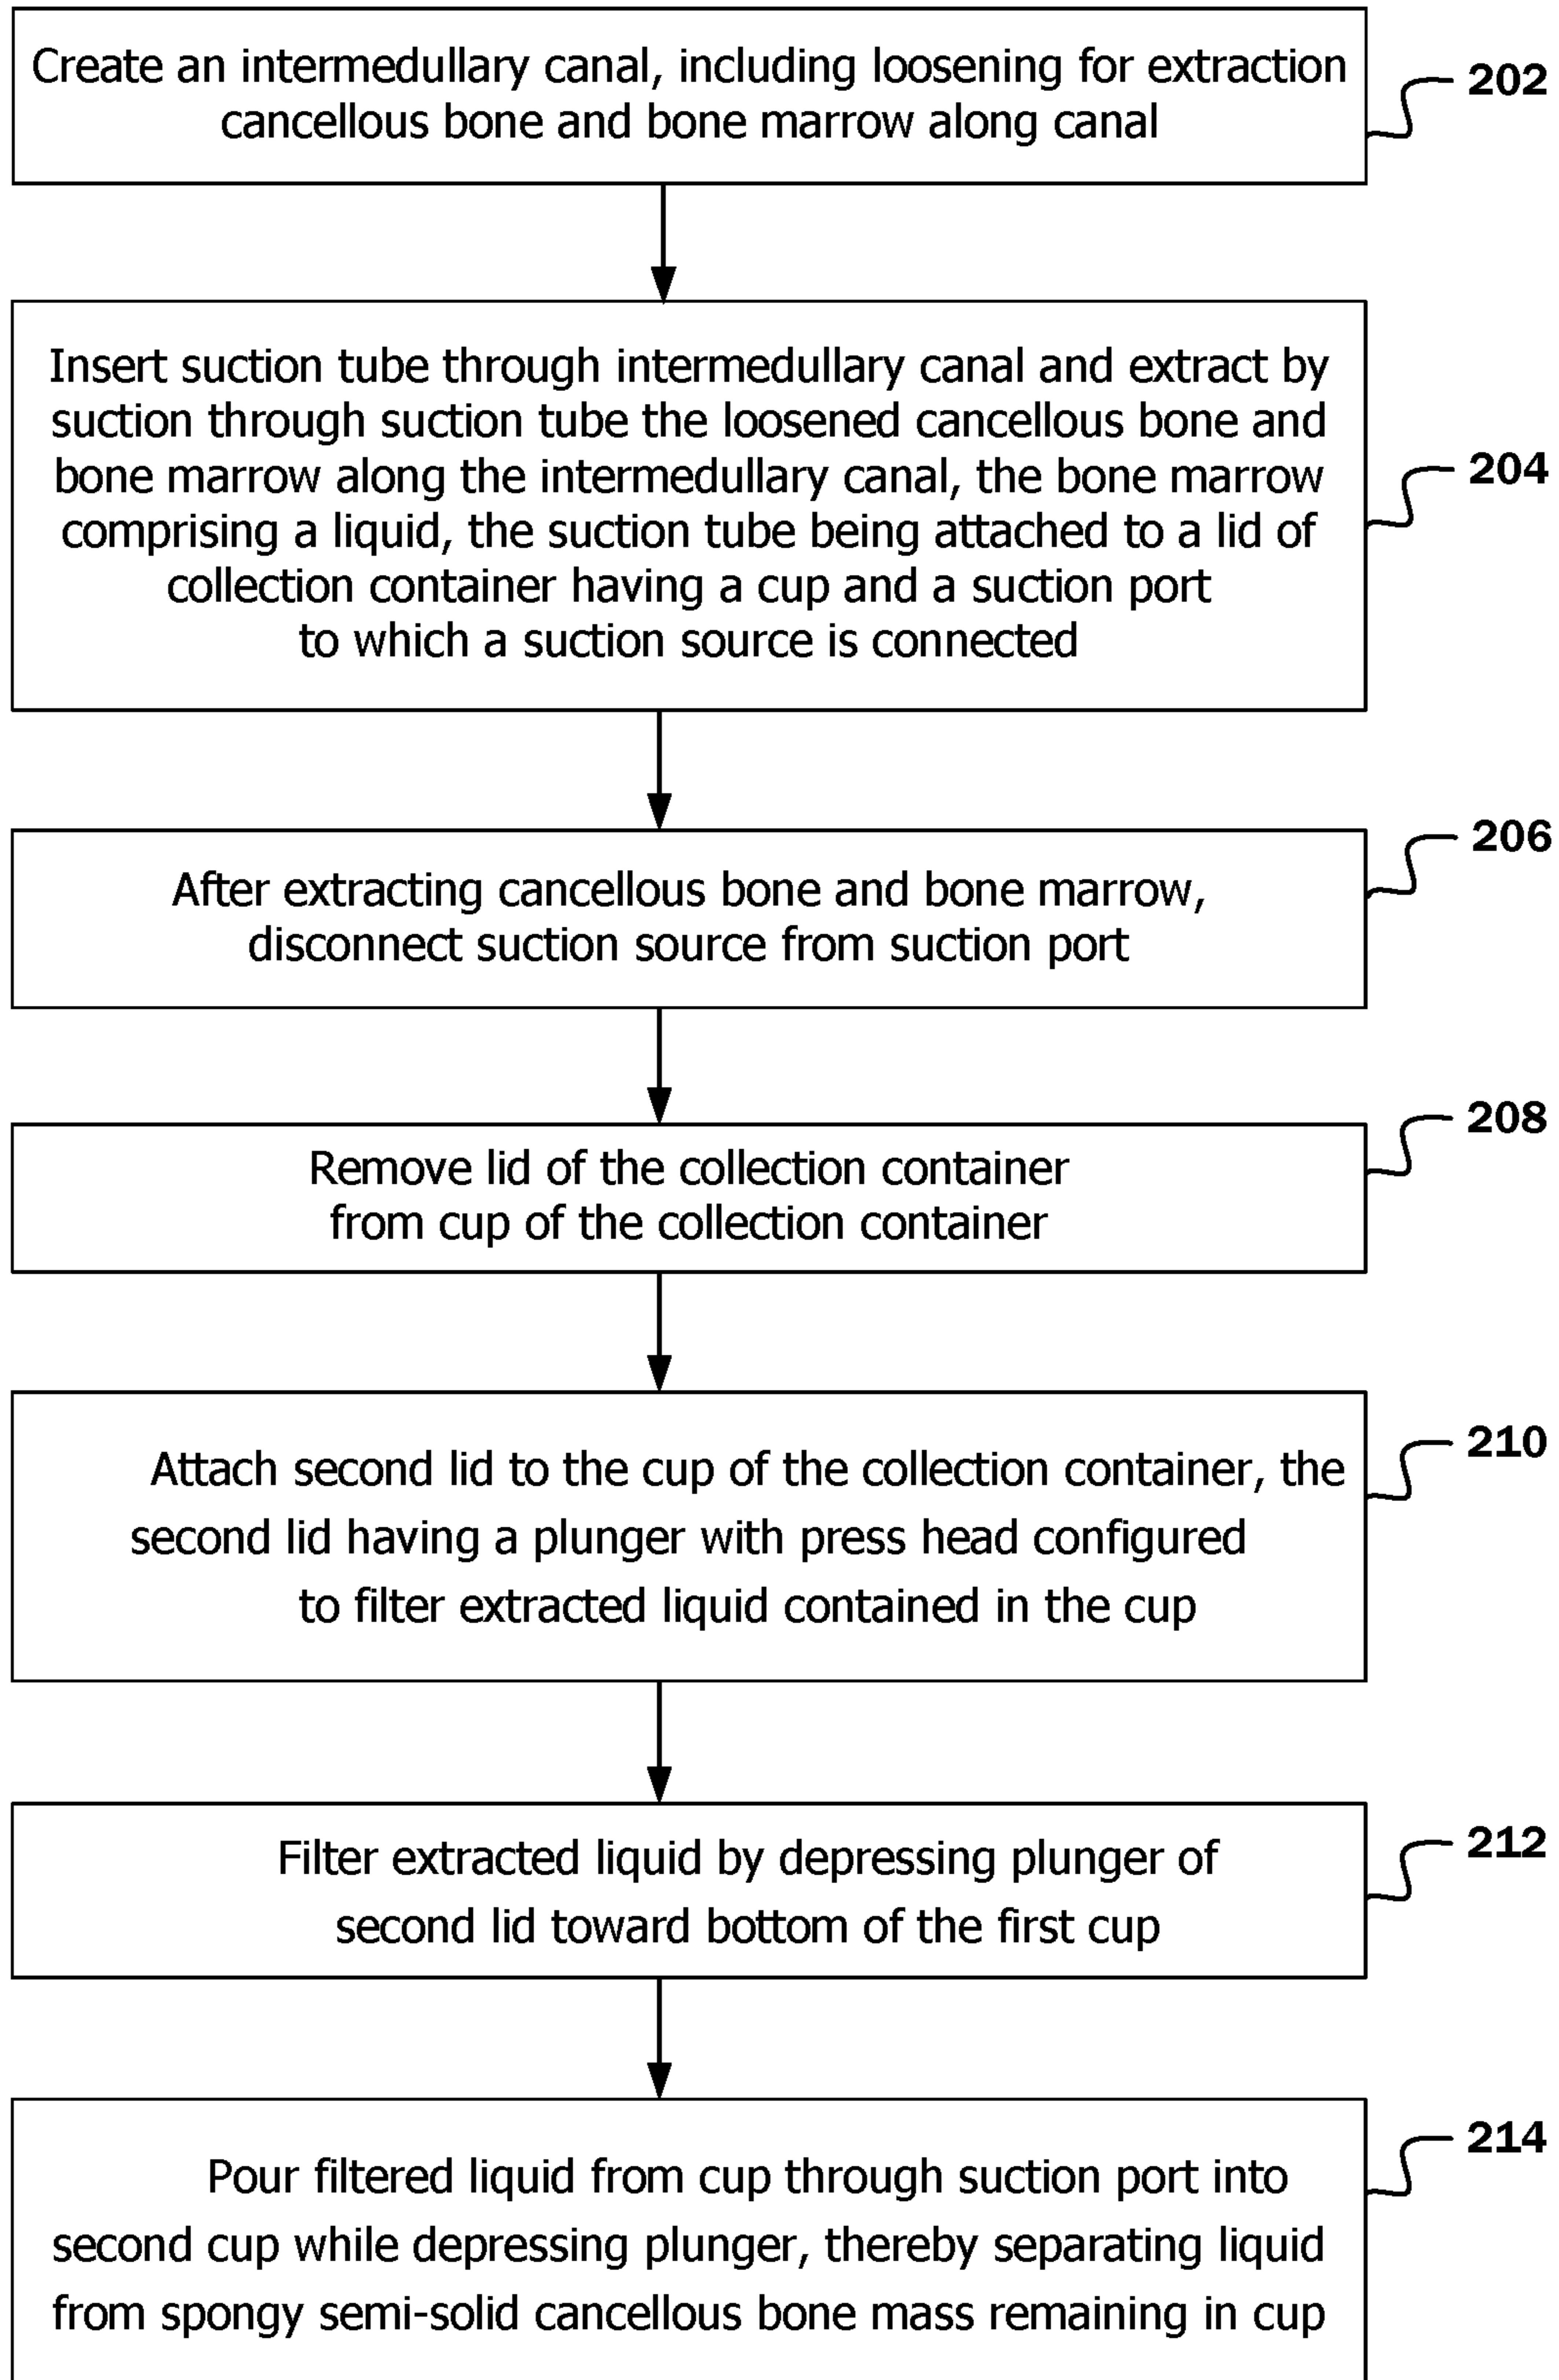 Create an intermedullary canal, including loosening for extraction
cancellous bone and bone marrow along canal
202
Insert suction tube through intermedullary canal and extract by
suction through suction tube the loosened cancellous bone and
bone marrow along the intermedullary canal, the bone marrow
comprising a liquid, the suction tube being attached to a lid of
collection container having a cup and a suction port
to which a suction source is connected
204
After extracting cancellous bone and bone marrow,
disconnect suction source from suction port
206
Remove lid of the collection container
from cup of the collection container
208
Attach second lid to the cup of the collection container, the
second lid having a plunger with press head configured
to filter extracted liquid contained in the cup
210
Filter extracted liquid by depressing plunger of
second lid toward bottom of the first cup
212
Pour filtered liquid from cup through suction port into
second cup while depressing plunger, thereby separating liquid
from spongy semi-solid cancellous bone mass remaining in cup
214